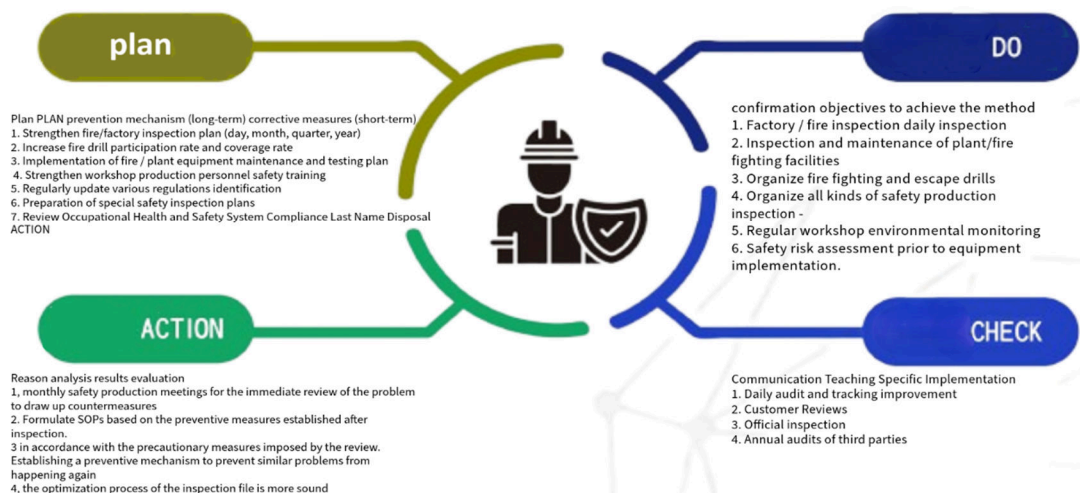 plan
Plan PLAN prevention mechanism (long-term) corrective measures (short-term)
1. Strengthen fire/factory inspection plan (day, month, quarter, year)
2. Increase fire drill participation rate and coverage rate
3. Implementation of fire / plant equipment maintenance and testing plan
4. Strengthen workshop production personnel safety training
5. Regularly update various regulations identification
6. Preparation of special safety inspection plans
7. Review Occupational Health and Safety System Compliance Last Name Disposal
ACTION
DO
confirmation objectives to achieve the method
1. Factory / fire inspection daily inspection
2. Inspection and maintenance of plant/fire
fighting facilities
3. Organize fire fighting and escape drills
4. Organize all kinds of safety production
inspection -
5. Regular workshop environmental monitoring
6. Safety risk assessment prior to equipment
implementation.
ACTION
Reason analysis results evaluation
1, monthly safety production meetings for the immediate review of the problem
to draw up countermeasures
2. Formulate SOPs based on the preventive measures established after
inspection.
3 in accordance with the precautionary measures imposed by the review.
Establishing a preventive mechanism to prevent similar problems from
happening again
4, the optimization process of the inspection file is more sound
CHECK
Communication Teaching Specific Implementation
1. Daily audit and tracking improvement
2. Customer Reviews
3. Official inspection
4. Annual audits of third parties